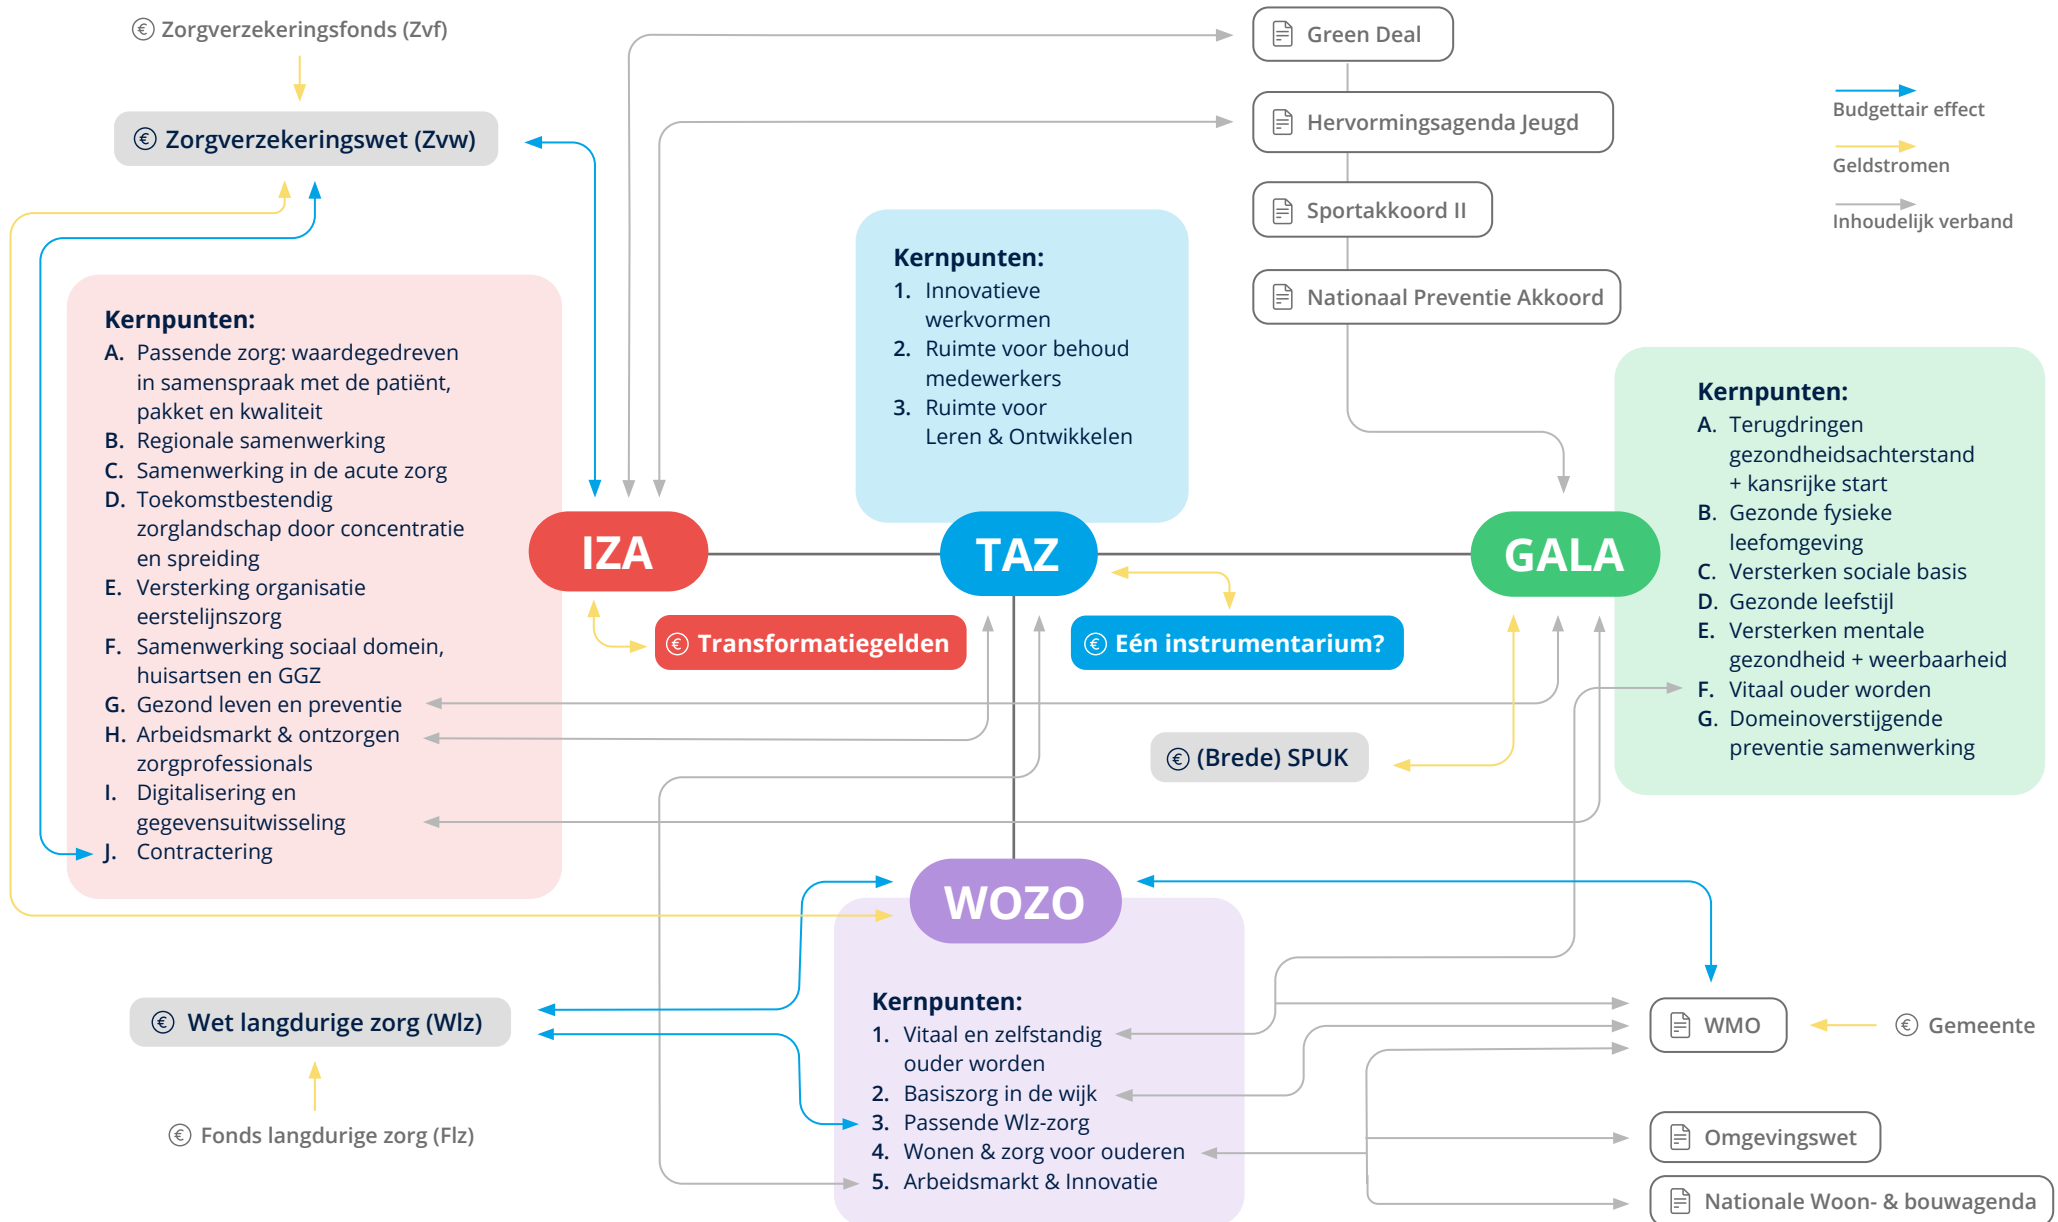 Zorgverzekeringsfonds (Zvf)
Zorgverzekeringswet (Zvw)
Green Deal
Hervormingsagenda Jeugd
Sportakkoord II
Nationaal Preventie Akkoord
Budgettair effect
Geldstromen
Inhoudelijk verband
Kernpunten:
A. Passende zorg: waardegedreven
in samenspraak met de patiënt,
pakket en kwaliteit
B. Regionale samenwerking
C. Samenwerking in de acute zorg
D. Toekomstbestendig
zorglandschap door concentratie
en spreiding
E. Versterking organisatie
eerstelijnszorg
F. Samenwerking sociaal domein,
huisartsen en GGZ
G. Gezond leven en preventie
H. Arbeidsmarkt & ontzorgen
zorgprofessionals
I. Digitalisering en
gegevensuitwisseling
J. Contractering
Kernpunten:
1. Innovatieve
werkvormen
2. Ruimte voor behoud
medewerkers
3. Ruimte voor
Leren & Ontwikkelen
Kernpunten:
A. Terugdringen
gezondheidsachterstand
+ kansrijke start
B. Gezonde fysieke
leefomgeving
C. Versterken sociale basis
D. Gezonde leefstijl
E. Versterken mentale
gezondheid + weerbaarheid
F. Vitaal ouder worden
G. Domeinoverstijgende
preventie samenwerking
IZA
TAZ
GALA
€ Transformatiegelden
€ Eén instrumentarium?
€ (Brede) SPUK
WOZO
Kernpunten:
1. Vitaal en zelfstandig
ouder worden
2. Basiszorg in de wijk
3. Passende Wlz-zorg
4. Wonen & zorg voor ouderen
5. Arbeidsmarkt & Innovatie
€ Wet langdurige zorg (Wlz)
€ Fonds langdurige zorg (Flz)
WMO
€ Gemeente
Omgevingswet
Nationale Woon- & bouwagenda